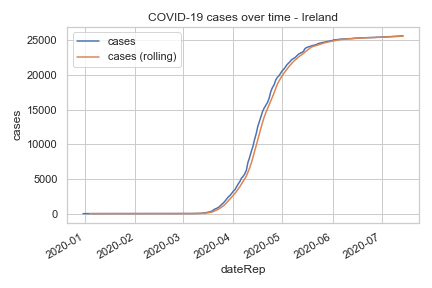 COVID-19 cases over time - Ireland
cases
cases (rolling)
25000
20000
15000
10000
5000
0
cases
2020-01
2020-02
2020-03
2020-04
2020-05
2020-06
2020-07
dateRep